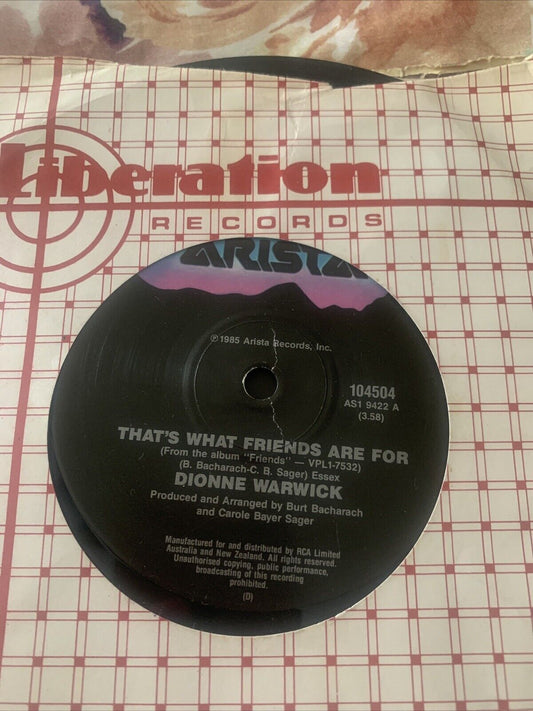 Liberation
RECORDS
ARISTA
℗1985 Arista Records, Inc.
104504
AS1 9422 A
(3.58)
THAT'S WHAT FRIENDS ARE FOR
(From the album "Friends" — VPL1-7532)
(B. Bacharach-C. B. Sager) Essex
DIONNE WARWICK
Produced and Arranged by Burt Bacharach
and Carole Bayer Sager
Manufactured for and distributed by RCA Limited
Australia and New Zealand. All rights reserved.
Unauthorised copying, public performance,
broadcasting of this recording
prohibited.
(D)